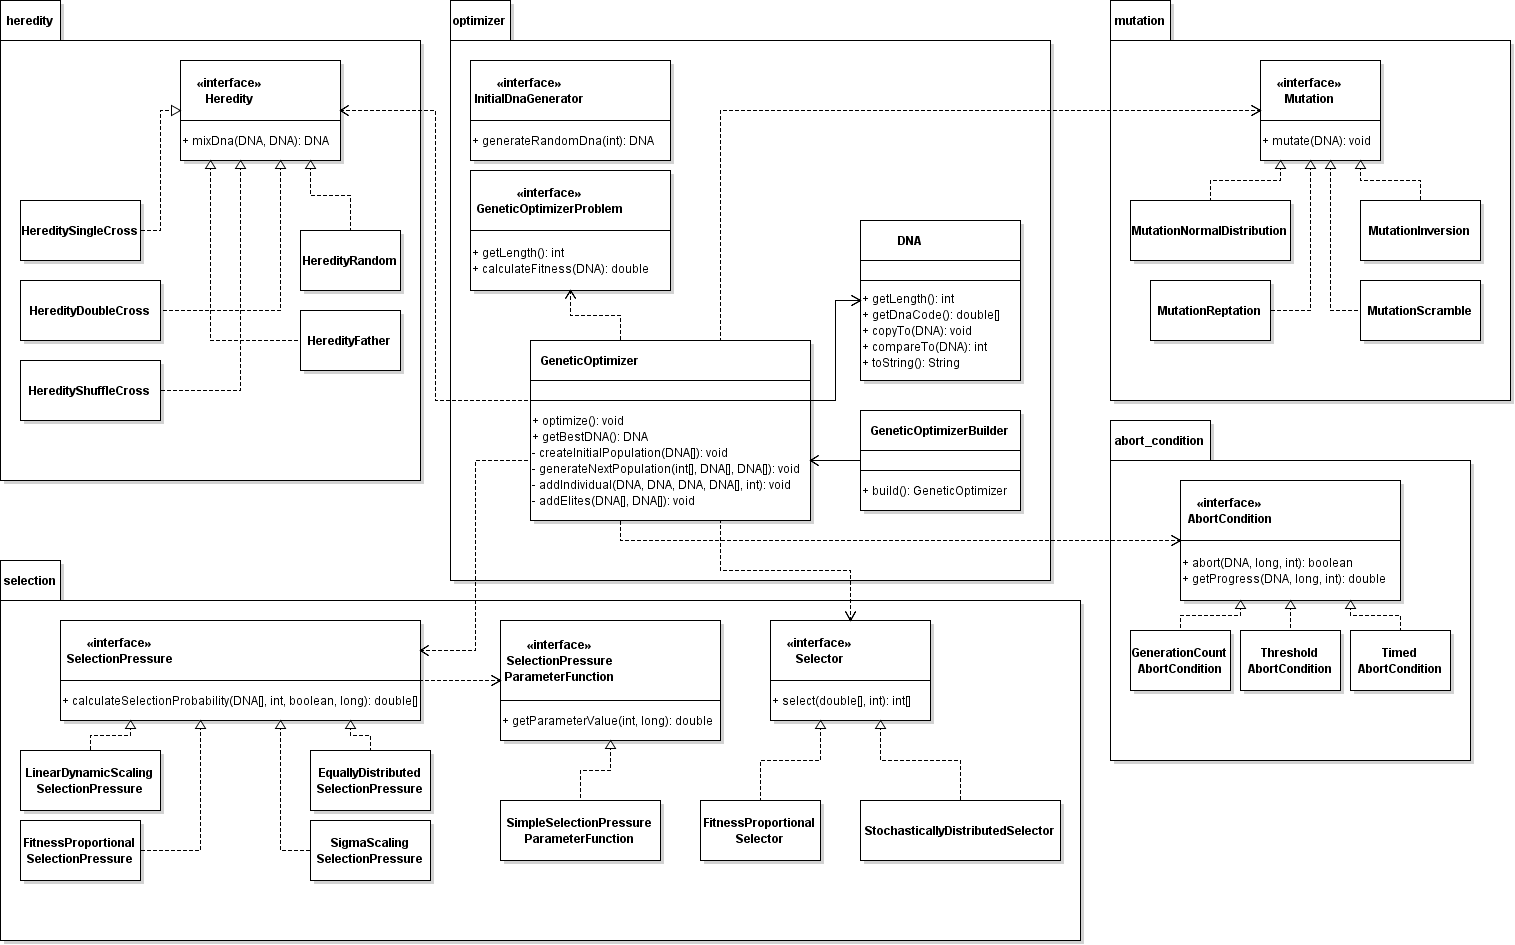 heredity
«interface»
Heredity
+ mixDna(DNA, DNA): DNA
HereditySingleCross
HeredityRandom
HeredityDoubleCross
HeredityFather
HeredityShuffleCross
optimizer
«interface»
InitialDnaGenerator
+ generateRandomDna(int): DNA
«interface»
GeneticOptimizerProblem
+ getLength(): int
+ calculateFitness(DNA): double
DNA
+ getLength(): int
+ getDnaCode(): double[]
+ copyTo(DNA): void
+ compareTo(DNA): int
+ toString(): String
GeneticOptimizer
+ optimize(): void
+ getBestDNA(): DNA
- createInitialPopulation(DNA[]): void
- generateNextPopulation(int[], DNA[], DNA[]): void
- addIndividual(DNA, DNA, DNA, DNA[], int): void
- addElites(DNA[], DNA[]): void
GeneticOptimizerBuilder
+ build(): GeneticOptimizer
mutation
«interface»
Mutation
+ mutate(DNA): void
MutationNormalDistribution
MutationInversion
MutationReptation
MutationScramble
abort_condition
«interface»
AbortCondition
+ abort(DNA, long, int): boolean
+ getProgress(DNA, long, int): double
GenerationCount
AbortCondition
Threshold
AbortCondition
Timed
AbortCondition
selection
«interface»
SelectionPressure
+ calculateSelectionProbability(DNA[], int, boolean, long): double[]
LinearDynamicScaling
SelectionPressure
EquallyDistributed
SelectionPressure
FitnessProportional
SelectionPressure
SigmaScaling
SelectionPressure
«interface»
SelectionPressure
ParameterFunction
+ getParameterValue(int, long): double
SimpleSelectionPressure
ParameterFunction
«interface»
Selector
+ select(double[], int): int[]
FitnessProportional
Selector
StochasticallyDistributedSelector